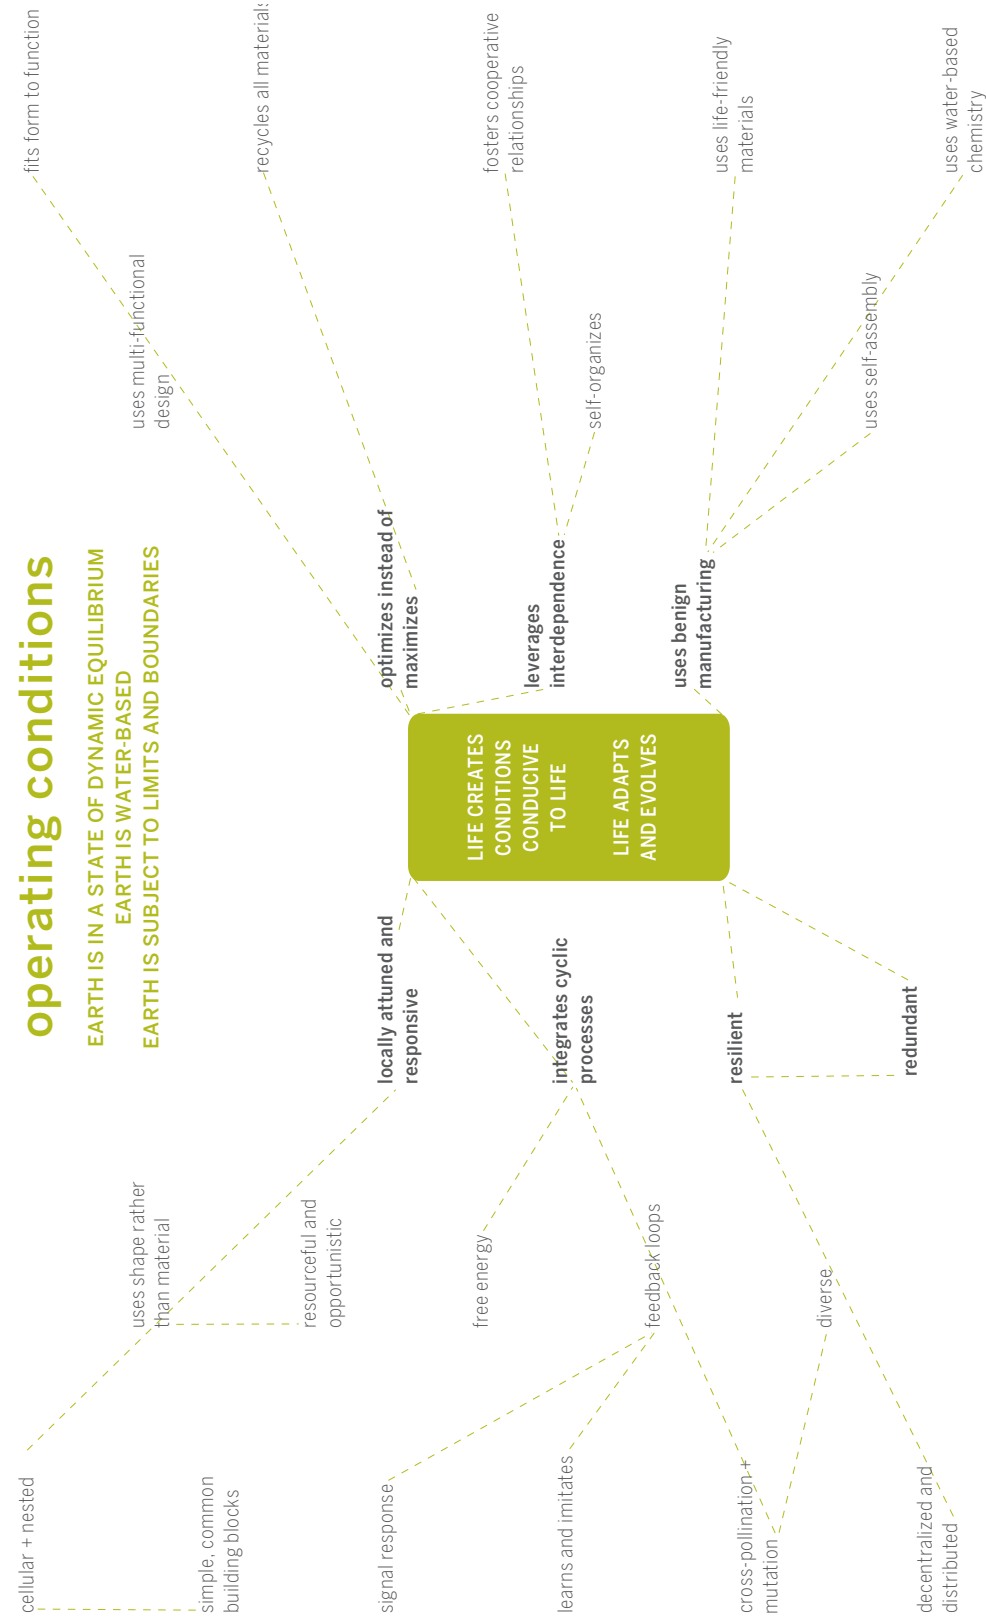 operating conditions
EARTH IS IN A STATE OF DYNAMIC EQUILIBRIUM
EARTH IS WATER-BASED
EARTH IS SUBJECT TO LIMITS AND BOUNDARIES
cellular + nested
simple, common
building blocks
signal response
learns and imitates
cross-pollination +
mutation
decentralized and
distributed
uses shape rather
than material
resourceful and
opportunistic
free energy
feedback loops
diverse
locally attuned and
responsive
integrates cyclic
processes
resilient
redundant
LIFE CREATES
CONDITIONS
CONDUCIVE
TO LIFE
LIFE ADAPTS
AND EVOLVES
optimizes instead of
maximizes
leverages
interdependence
uses benign
manufacturing
uses multi-functional
design
self-organizes
uses self-assembly
fits form to function
recycles all materials
fosters cooperative
relationships
uses life-friendly
materials
uses water-based
chemistry